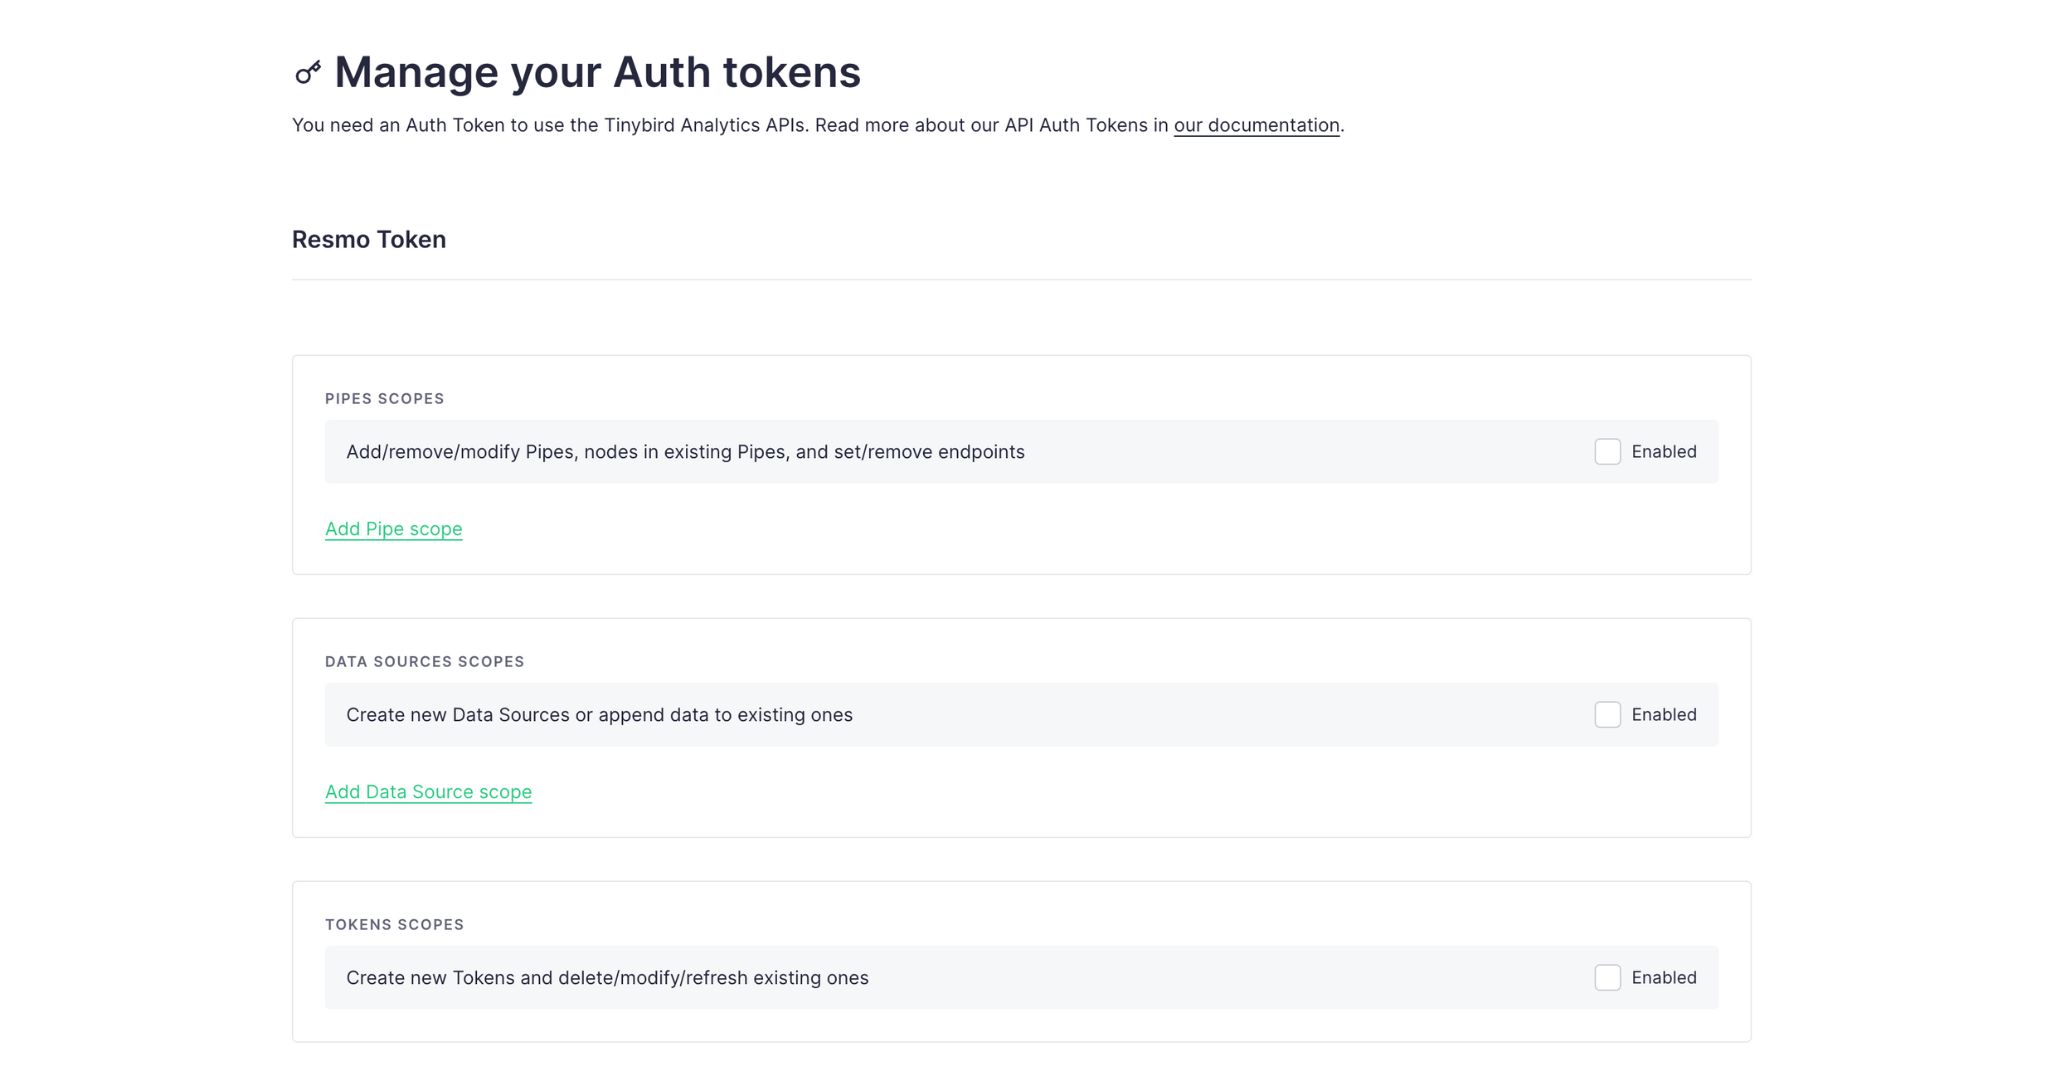 Manage your Auth tokens
You need an Auth Token to use the Tinybird Analytics APIs. Read more about our API Auth Tokens in our documentation.
Resmo Token
PIPES SCOPES
Add/remove/modify Pipes, nodes in existing Pipes, and set/remove endpoints
Enabled
Add Pipe scope
DATA SOURCES SCOPES
Create new Data Sources or append data to existing ones
Enabled
Add Data Source scope
TOKENS SCOPES
Create new Tokens and delete/modify/refresh existing ones
Enabled